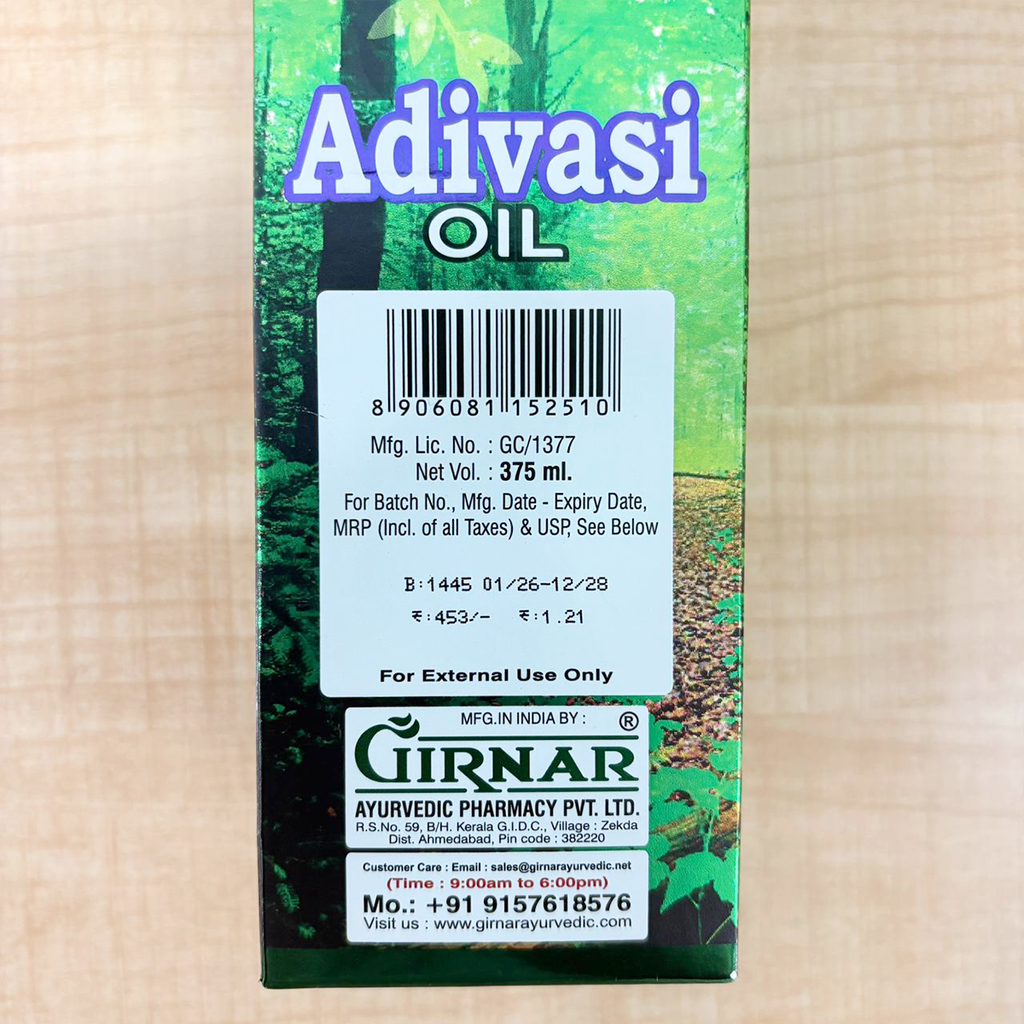 Adivasi
OIL
8 906081 152510
Mfg. Lic. No. : GC/1377
Net Vol. : 375 ml.
For Batch No., Mfg. Date - Expiry Date,
MRP (Incl. of all Taxes) & USP, See Below
B:1445 01/26-12/28
₹:453/- ₹:1.21
For External Use Only
MFG.IN INDIA BY : ®
GIRNAR
AYURVEDIC PHARMACY PVT. LTD.
R.S.No. 59, B/H. Kerala G.I.D.C., Village : Zekda
Dist. Ahmedabad, Pin code : 382220
Customer Care : Email : sales@girnarayurvedic.net
(Time : 9:00am to 6:00pm)
Mo.: +91 9157618576
Visit us : www.girnarayurvedic.com